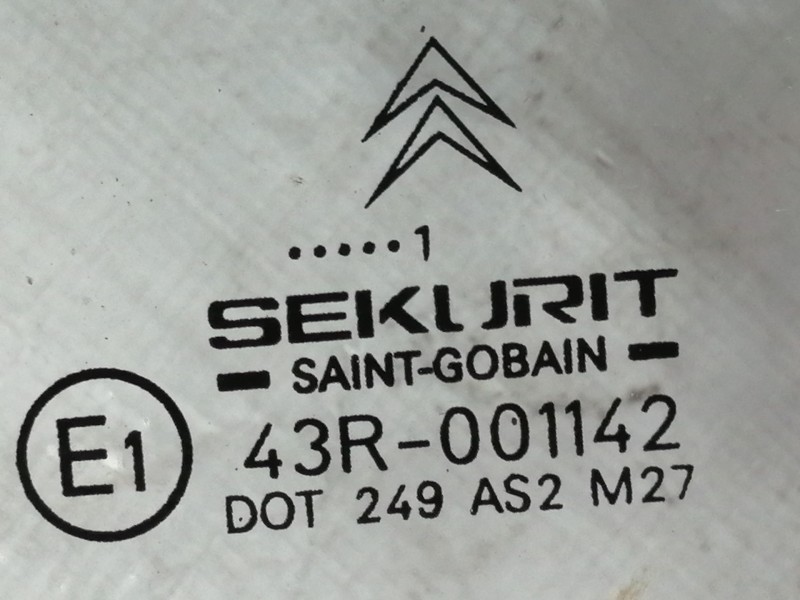 .....1
SEKURIT
SAINT-GOBAIN
E1
43R-001142
DOT 249 AS2 M27